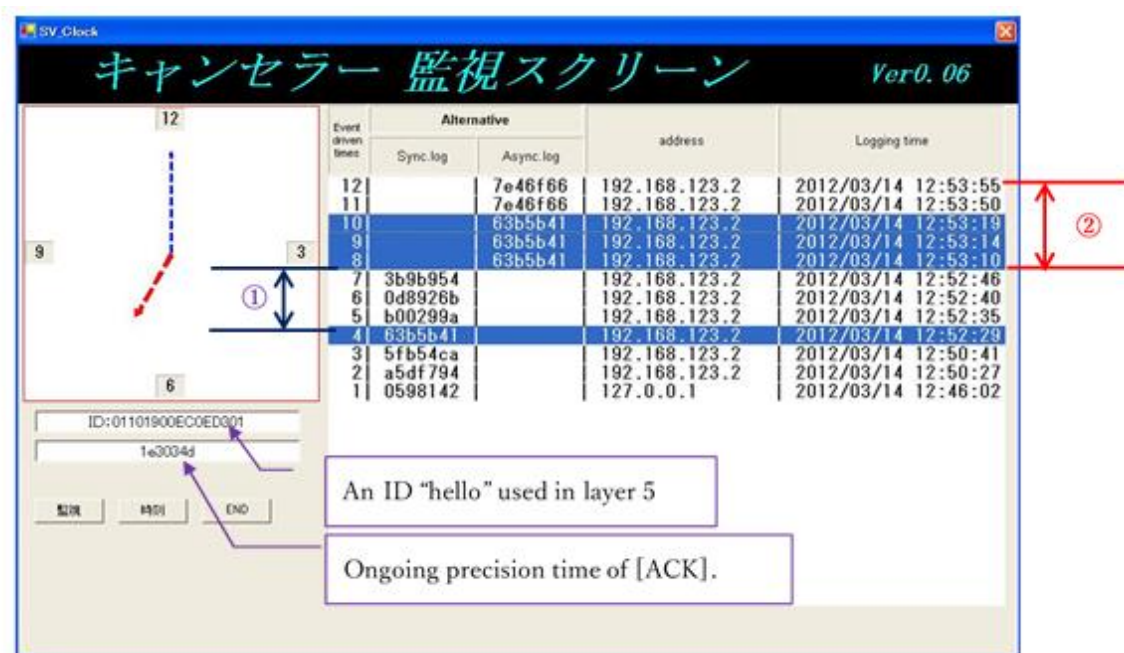 SV_Clock
キャンセラー 監視スクリーン Ver0.06
12
3
6
9
①
②
Event driven times
Alternative
Sync.log
Async.log
address
Logging time
12| | 7e46f66 | 192.168.123.2 | 2012/03/14 12:53:55
11| | 7e46f66 | 192.168.123.2 | 2012/03/14 12:53:50
10| | 63b5b41 | 192.168.123.2 | 2012/03/14 12:53:19
9| | 63b5b41 | 192.168.123.2 | 2012/03/14 12:53:14
8| | 63b5b41 | 192.168.123.2 | 2012/03/14 12:53:10
7| 3b9b954 | | 192.168.123.2 | 2012/03/14 12:52:46
6| 0d8926b | | 192.168.123.2 | 2012/03/14 12:52:40
5| b00299a | | 192.168.123.2 | 2012/03/14 12:52:35
4| 63b5b41 | | 192.168.123.2 | 2012/03/14 12:52:29
3| 5fb54ca | | 192.168.123.2 | 2012/03/14 12:50:41
2| a5df794 | | 192.168.123.2 | 2012/03/14 12:50:27
1| 0598142 | | 127.0.0.1 | 2012/03/14 12:46:02
ID:01101900EC0ED301
1e3034d
監視
時刻
END
An ID “hello” used in layer 5
Ongoing precision time of [ACK].